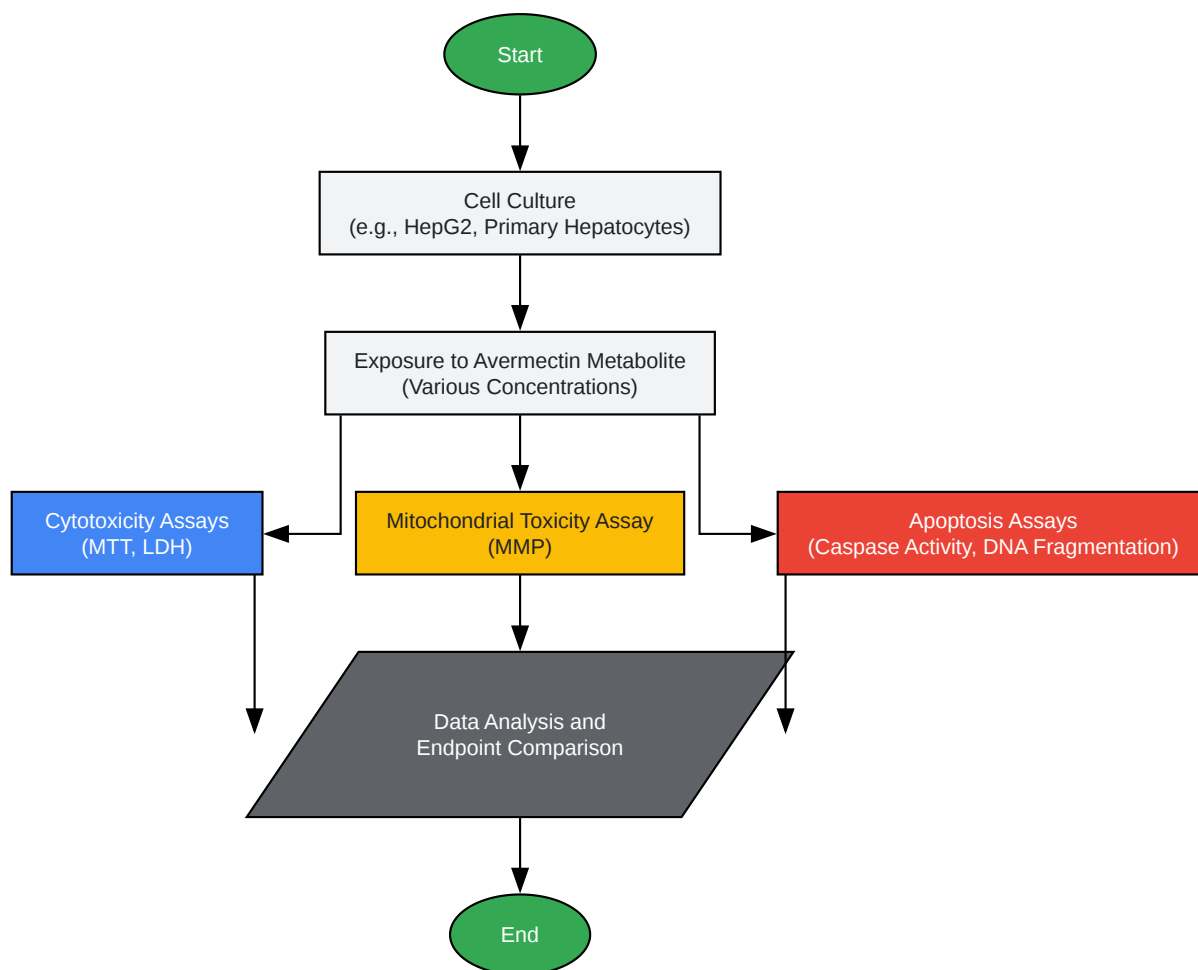 Start
Cell Culture
(e.g., HepG2, Primary Hepatocytes)
Exposure to Avermectin Metabolite
(Various Concentrations)
Cytotoxicity Assays
(MTT, LDH)
Mitochondrial Toxicity Assay
(MMP)
Apoptosis Assays
(Caspase Activity, DNA Fragmentation)
Data Analysis and
Endpoint Comparison
End